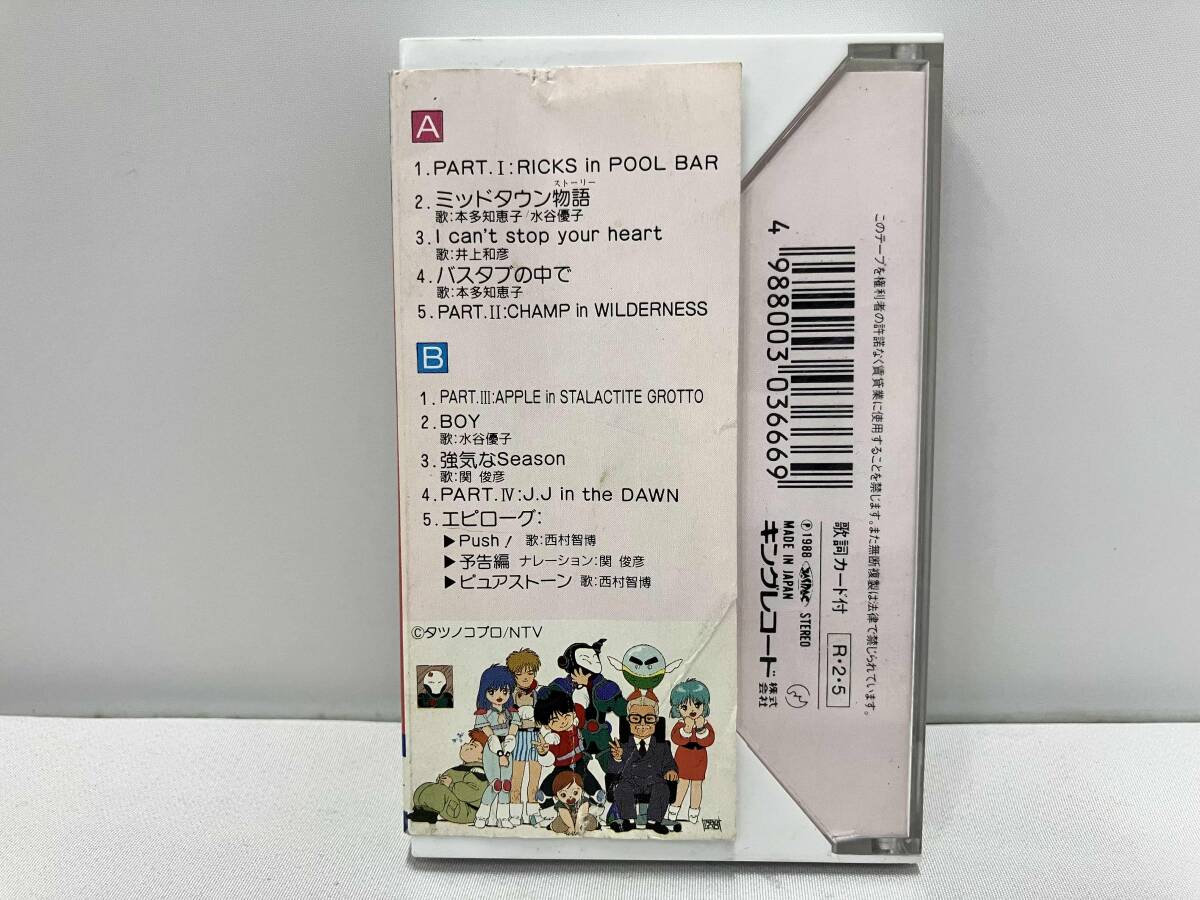 A
1. PART.I:RICKS in POOL BAR
ストーリー
2. ミッドタウン物語
歌:本多知恵子/水谷優子
3. I can't stop your heart
歌:井上和彦
4. バスタブの中で
歌:本多知恵子
5. PART.II:CHAMP in WILDERNESS
B
1. PART.III:APPLE in STALACTITE GROTTO
2. BOY
歌:水谷優子
3. 強気なSeason
歌:関 俊彦
4. PART.IV:J.J in the DAWN
5. エピローグ:
▶Push! 歌:西村智博
▶予告編 ナレーション:関 俊彦
▶ピュアストーン 歌:西村智博
©タツノコプロ/NTV
このテープを権利者の許諾なく賃貸業に使用することを禁じます。また無断複製は法律で禁じられています。
歌詞カード付 R・2・5
4 988003 036669
Ⓟ1988 JASRAC STEREO
MADE IN JAPAN
キングレコード株式会社